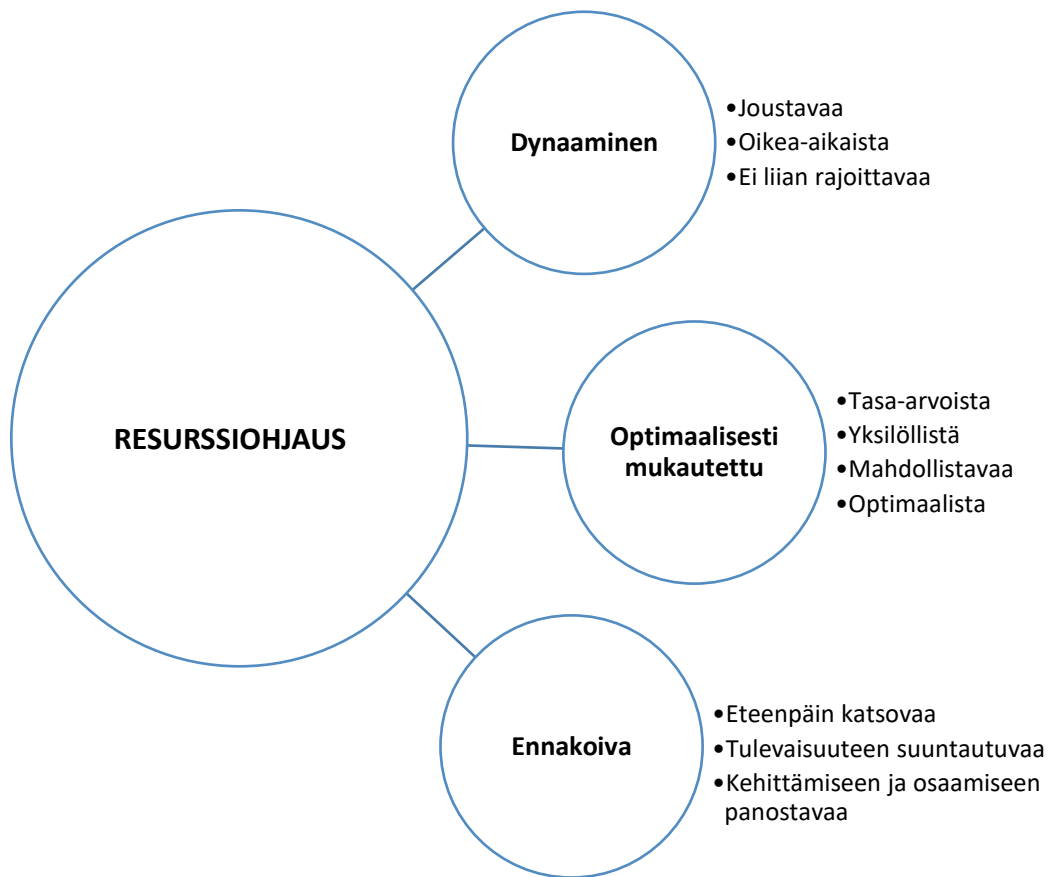 Dynaaminen
•Joustavaa
•Oikea-aikaista
•Ei liian rajoittavaa
RESURSSIOHJAUS
Optimaalisesti
mukautettu
•Tasa-arvoista
•Yksilöllistä
•Mahdollistavaa
•Optimaalista
Ennakoiva
•Eteenpäin katsovaa
•Tulevaisuuteen suuntautuvaa
•Kehittämiseen ja osaamiseen
panostavaa